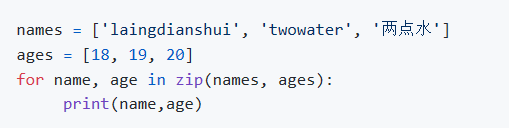 names = ['laingdianshui', 'twowater', '两点水']
ages = [18, 19, 20]
for name, age in zip(names, ages):
     print(name,age)